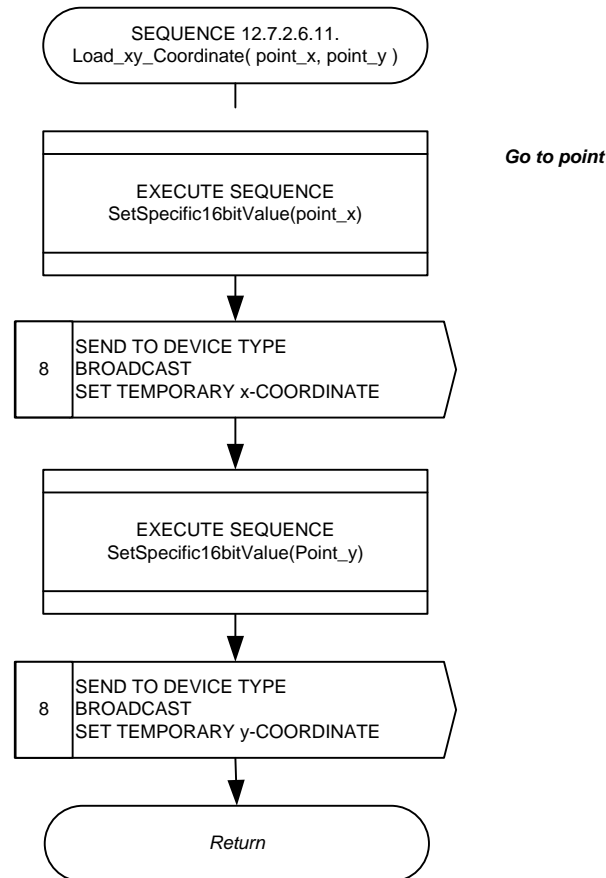 SEQUENCE 12.7.2.6.11.
Load_xy_Coordinate( point_x, point_y )
Go to point
EXECUTE SEQUENCE
SetSpecific16bitValue(point_x)
8
SEND TO DEVICE TYPE
BROADCAST
SET TEMPORARY x-COORDINATE
EXECUTE SEQUENCE
SetSpecific16bitValue(Point_y)
8
SEND TO DEVICE TYPE
BROADCAST
SET TEMPORARY y-COORDINATE
Return